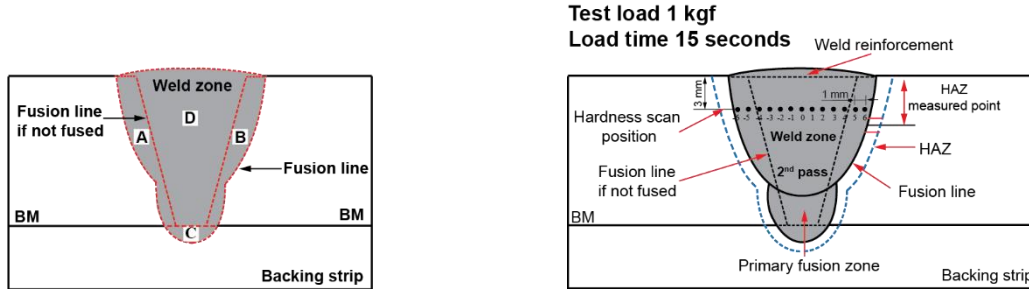 Weld zone
D
Fusion line
if not fused
A
B
Fusion line
BM
BM
C
Backing strip
Test load 1 kgf
Load time 15 seconds
Weld reinforcement
3 mm
1 mm
HAZ
measured point
Hardness scan
position
-6 -5 -4 -3 -2 -1 0 1 2 3 4 5 6
Weld zone
HAZ
Fusion line
if not fused
2nd pass
Fusion line
BM
Primary fusion zone
Backing strip